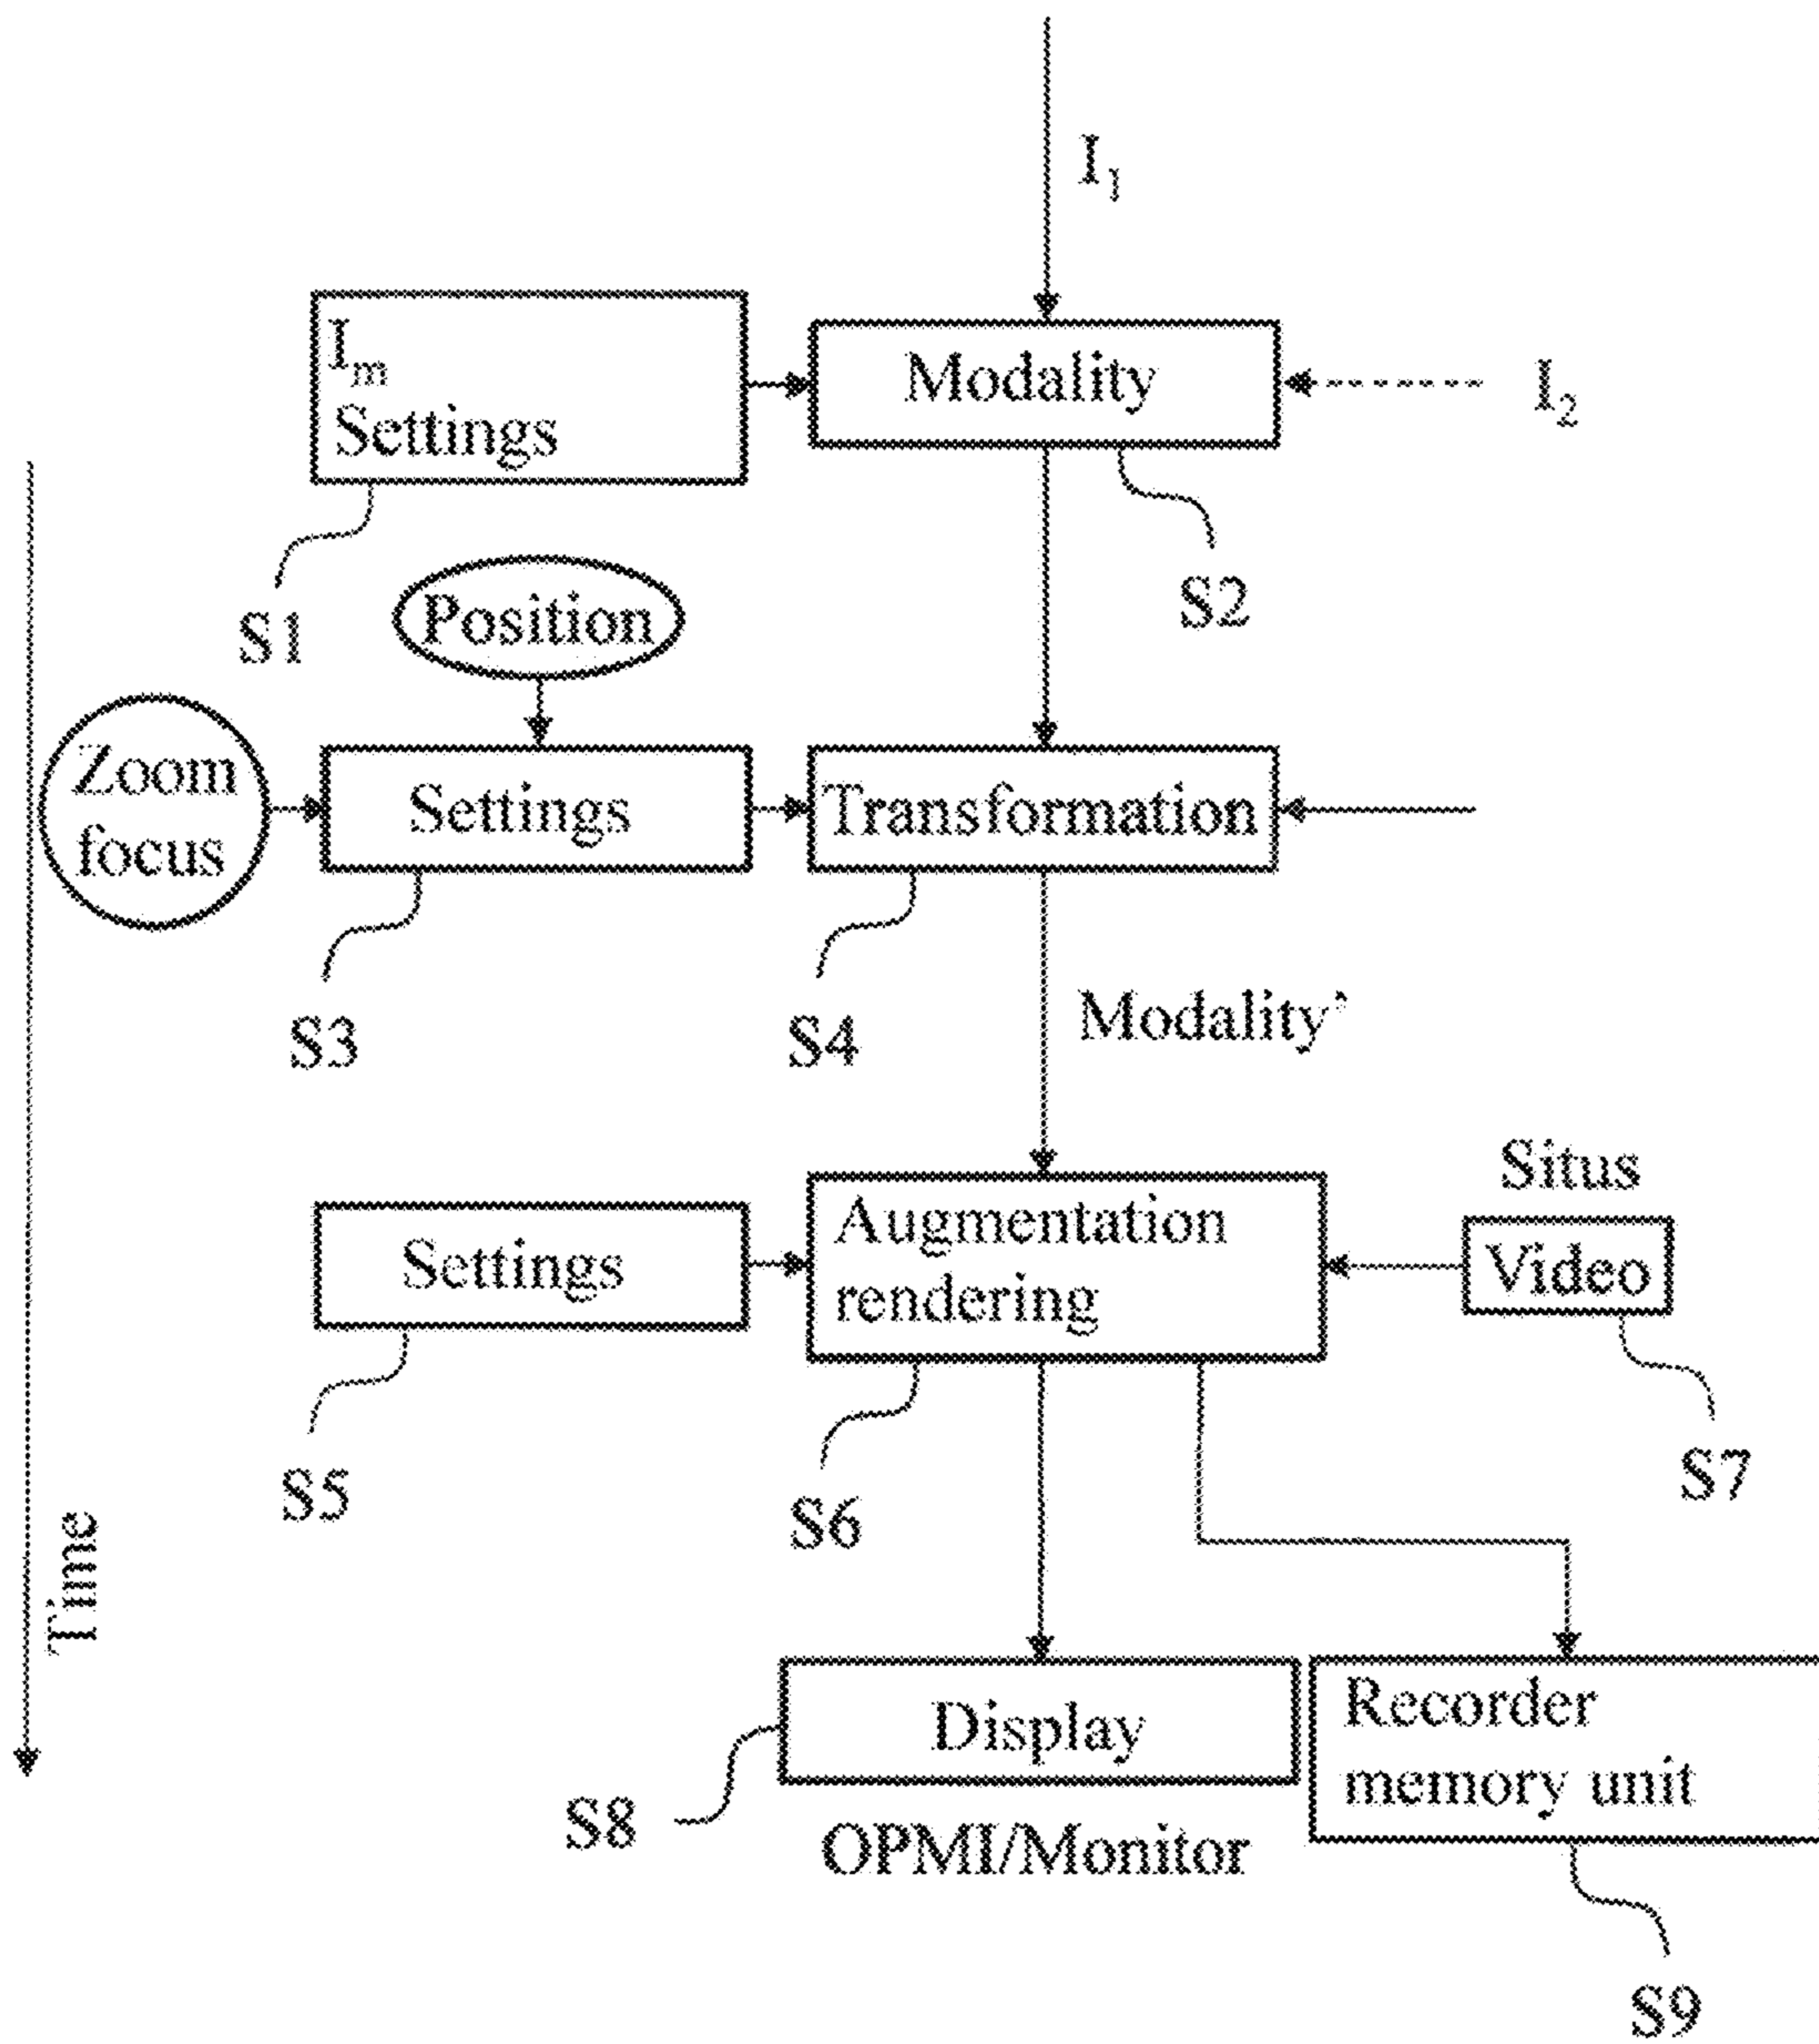 I₁
Iₘ
Settings
Modality
I₂
S1
Position
S2
Zoom
focus
Settings
Transformation
S3
S4
Modality'
Situs
Settings
Augmentation
rendering
Video
S5
S6
S7
Time
Display
Recorder
memory unit
S8
OPMI/Monitor
S9